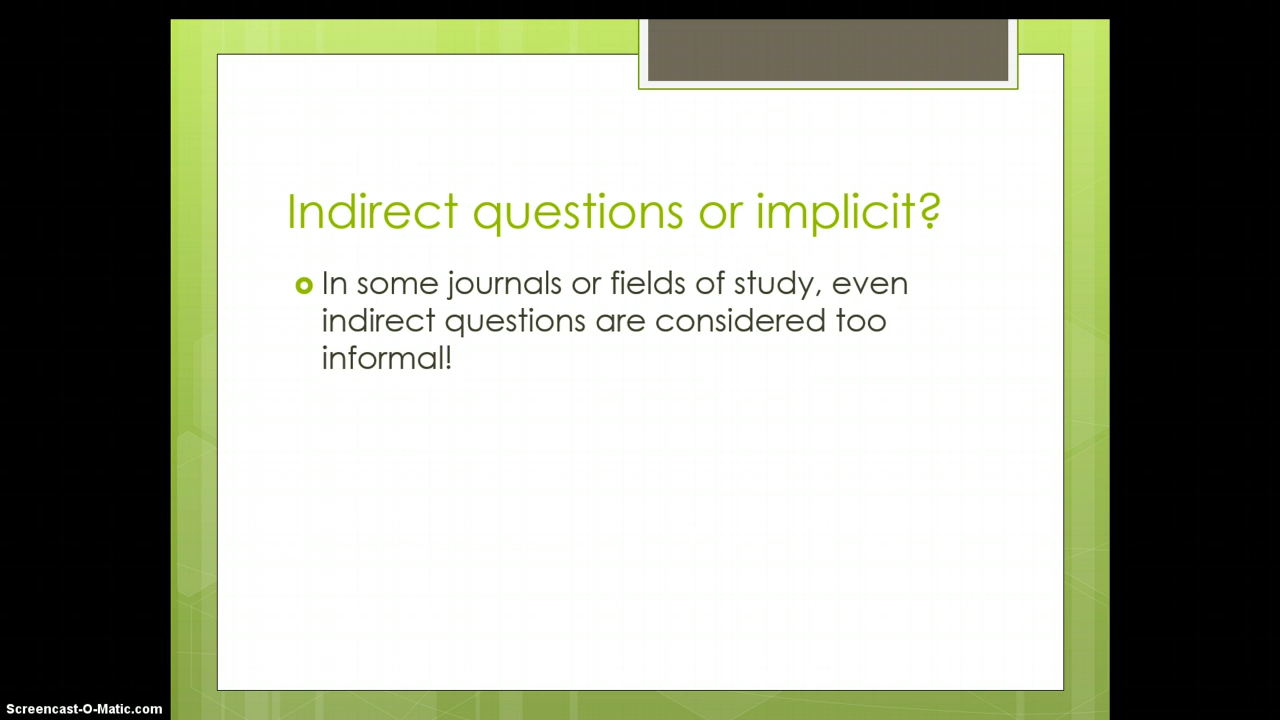 Indirect questions or implicit?
In some journals or fields of study, even
indirect questions are considered too
informal!
Screencast-O-Matic.com